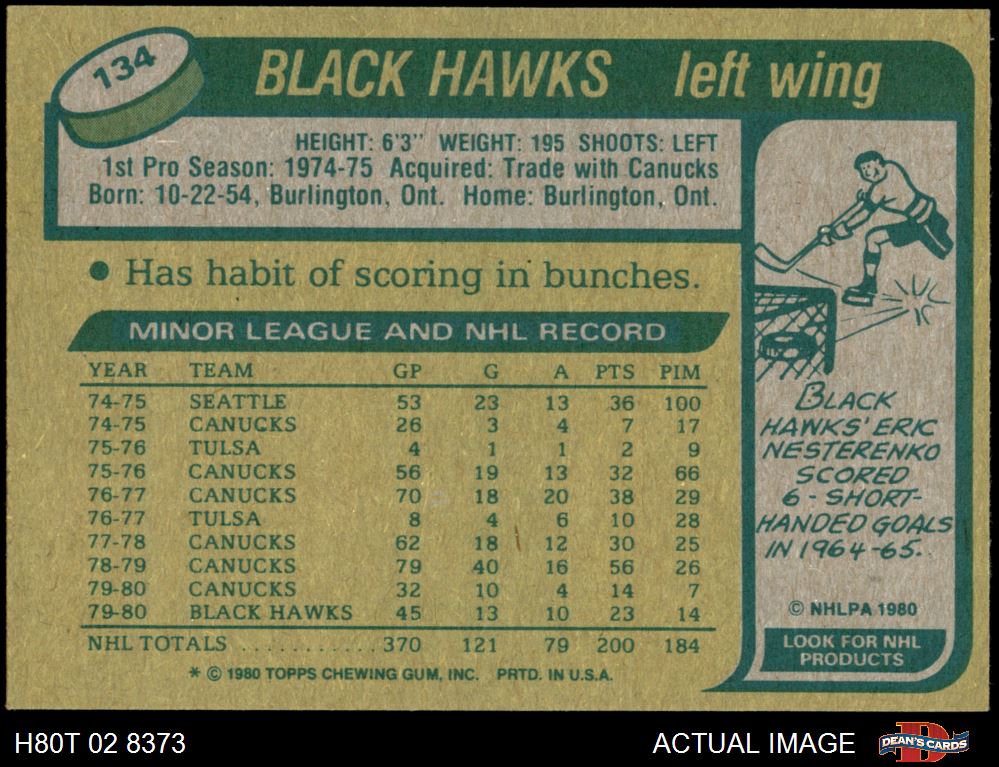 134
BLACK HAWKS left wing
HEIGHT: 6'3" WEIGHT: 195 SHOOTS: LEFT
1st Pro Season: 1974-75 Acquired: Trade with Canucks
Born: 10-22-54, Burlington, Ont. Home: Burlington, Ont.
• Has habit of scoring in bunches.
MINOR LEAGUE AND NHL RECORD
YEAR TEAM GP G A PTS PIM
74-75 SEATTLE 53 23 13 36 100
74-75 CANUCKS 26 3 4 7 17
75-76 TULSA 4 1 1 2 9
75-76 CANUCKS 56 19 13 32 66
76-77 CANUCKS 70 18 20 38 29
76-77 TULSA 8 4 6 10 28
77-78 CANUCKS 62 18 12 30 25
78-79 CANUCKS 79 40 16 56 26
79-80 CANUCKS 32 10 4 14 7
79-80 BLACK HAWKS 45 13 10 23 14
NHL TOTALS ............ 370 121 79 200 184
* © 1980 TOPPS CHEWING GUM, INC. PRTD. IN U.S.A.
BLACK
HAWKS' ERIC
NESTERENKO
SCORED
6-SHORT-
HANDED GOALS
IN 1964-65.
© NHLPA 1980
LOOK FOR NHL
PRODUCTS
H80T 02 8373
ACTUAL IMAGE
D
DEAN'S CARDS